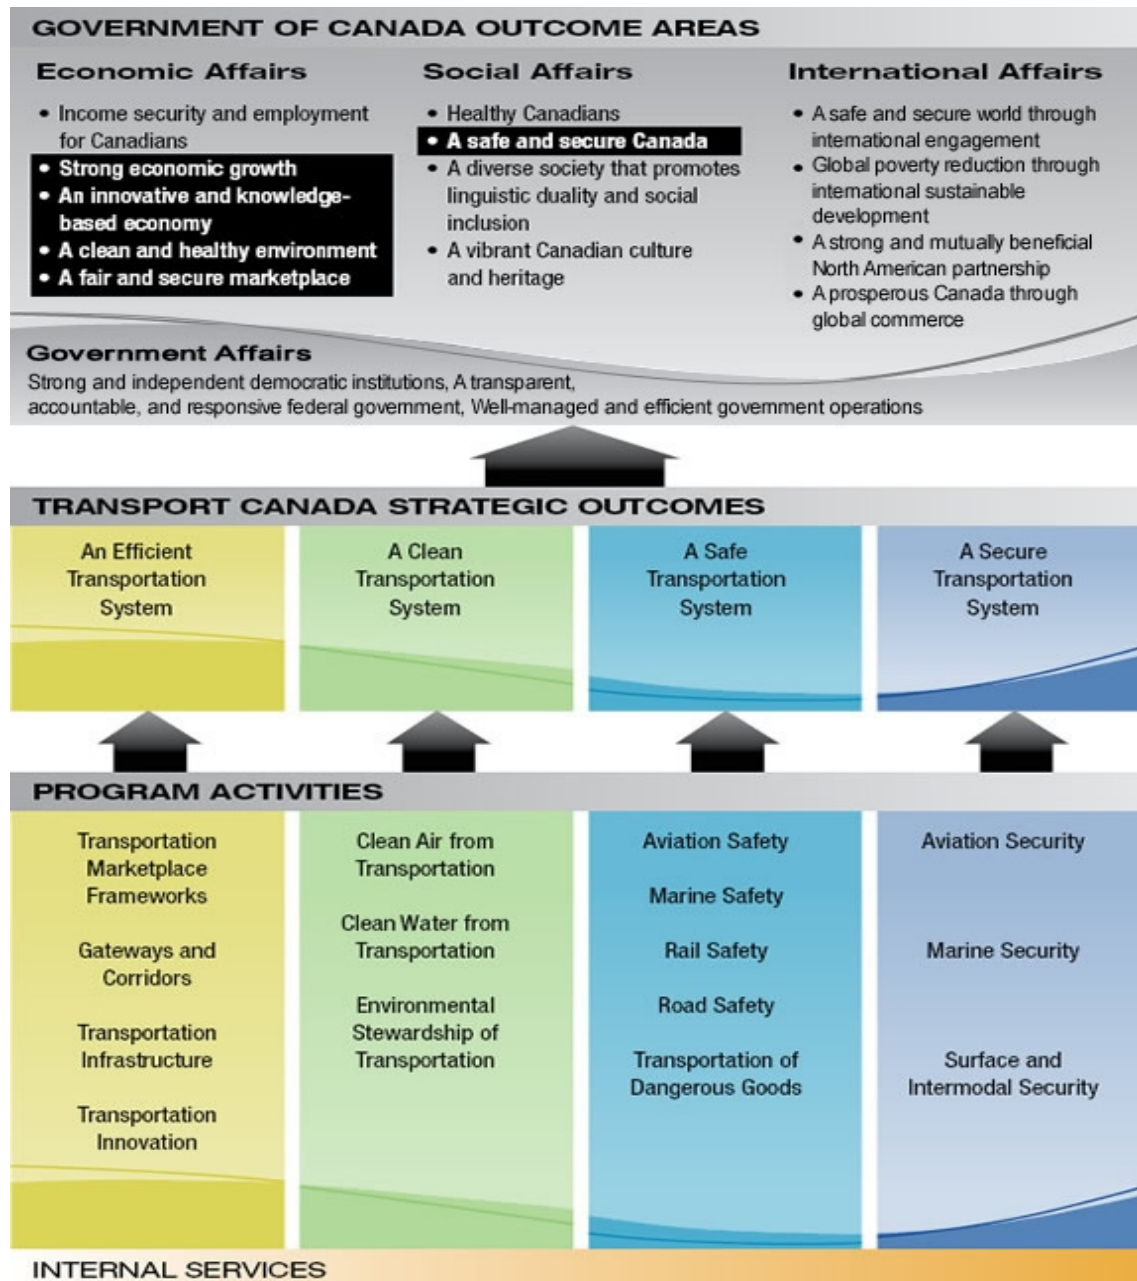 GOVERNMENT OF CANADA OUTCOME AREAS
Economic Affairs
• Income security and employment
for Canadians
• Strong economic growth
• An innovative and knowledge-
based economy
• A clean and healthy environment
• A fair and secure marketplace
Social Affairs
• Healthy Canadians
• A safe and secure Canada
• A diverse society that promotes
linguistic duality and social
inclusion
• A vibrant Canadian culture
and heritage
International Affairs
• A safe and secure world through
international engagement
• Global poverty reduction through
international sustainable
development
• A strong and mutually beneficial
North American partnership
• A prosperous Canada through
global commerce
Government Affairs
Strong and independent democratic institutions, A transparent,
accountable, and responsive federal government, Well-managed and efficient government operations
TRANSPORT CANADA STRATEGIC OUTCOMES
An Efficient
Transportation
System
A Clean
Transportation
System
A Safe
Transportation
System
A Secure
Transportation
System
PROGRAM ACTIVITIES
Transportation
Marketplace
Frameworks
Gateways and
Corridors
Transportation
Infrastructure
Transportation
Innovation
Clean Air from
Transportation
Clean Water from
Transportation
Environmental
Stewardship of
Transportation
Aviation Safety
Marine Safety
Rail Safety
Road Safety
Transportation of
Dangerous Goods
Aviation Security
Marine Security
Surface and
Intermodal Security
INTERNAL SERVICES